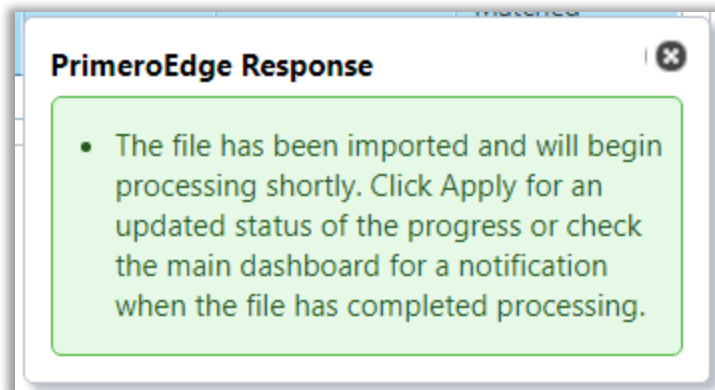 Matched
PrimeroEdge Response
• The file has been imported and will begin
processing shortly. Click Apply for an
updated status of the progress or check
the main dashboard for a notification
when the file has completed processing.